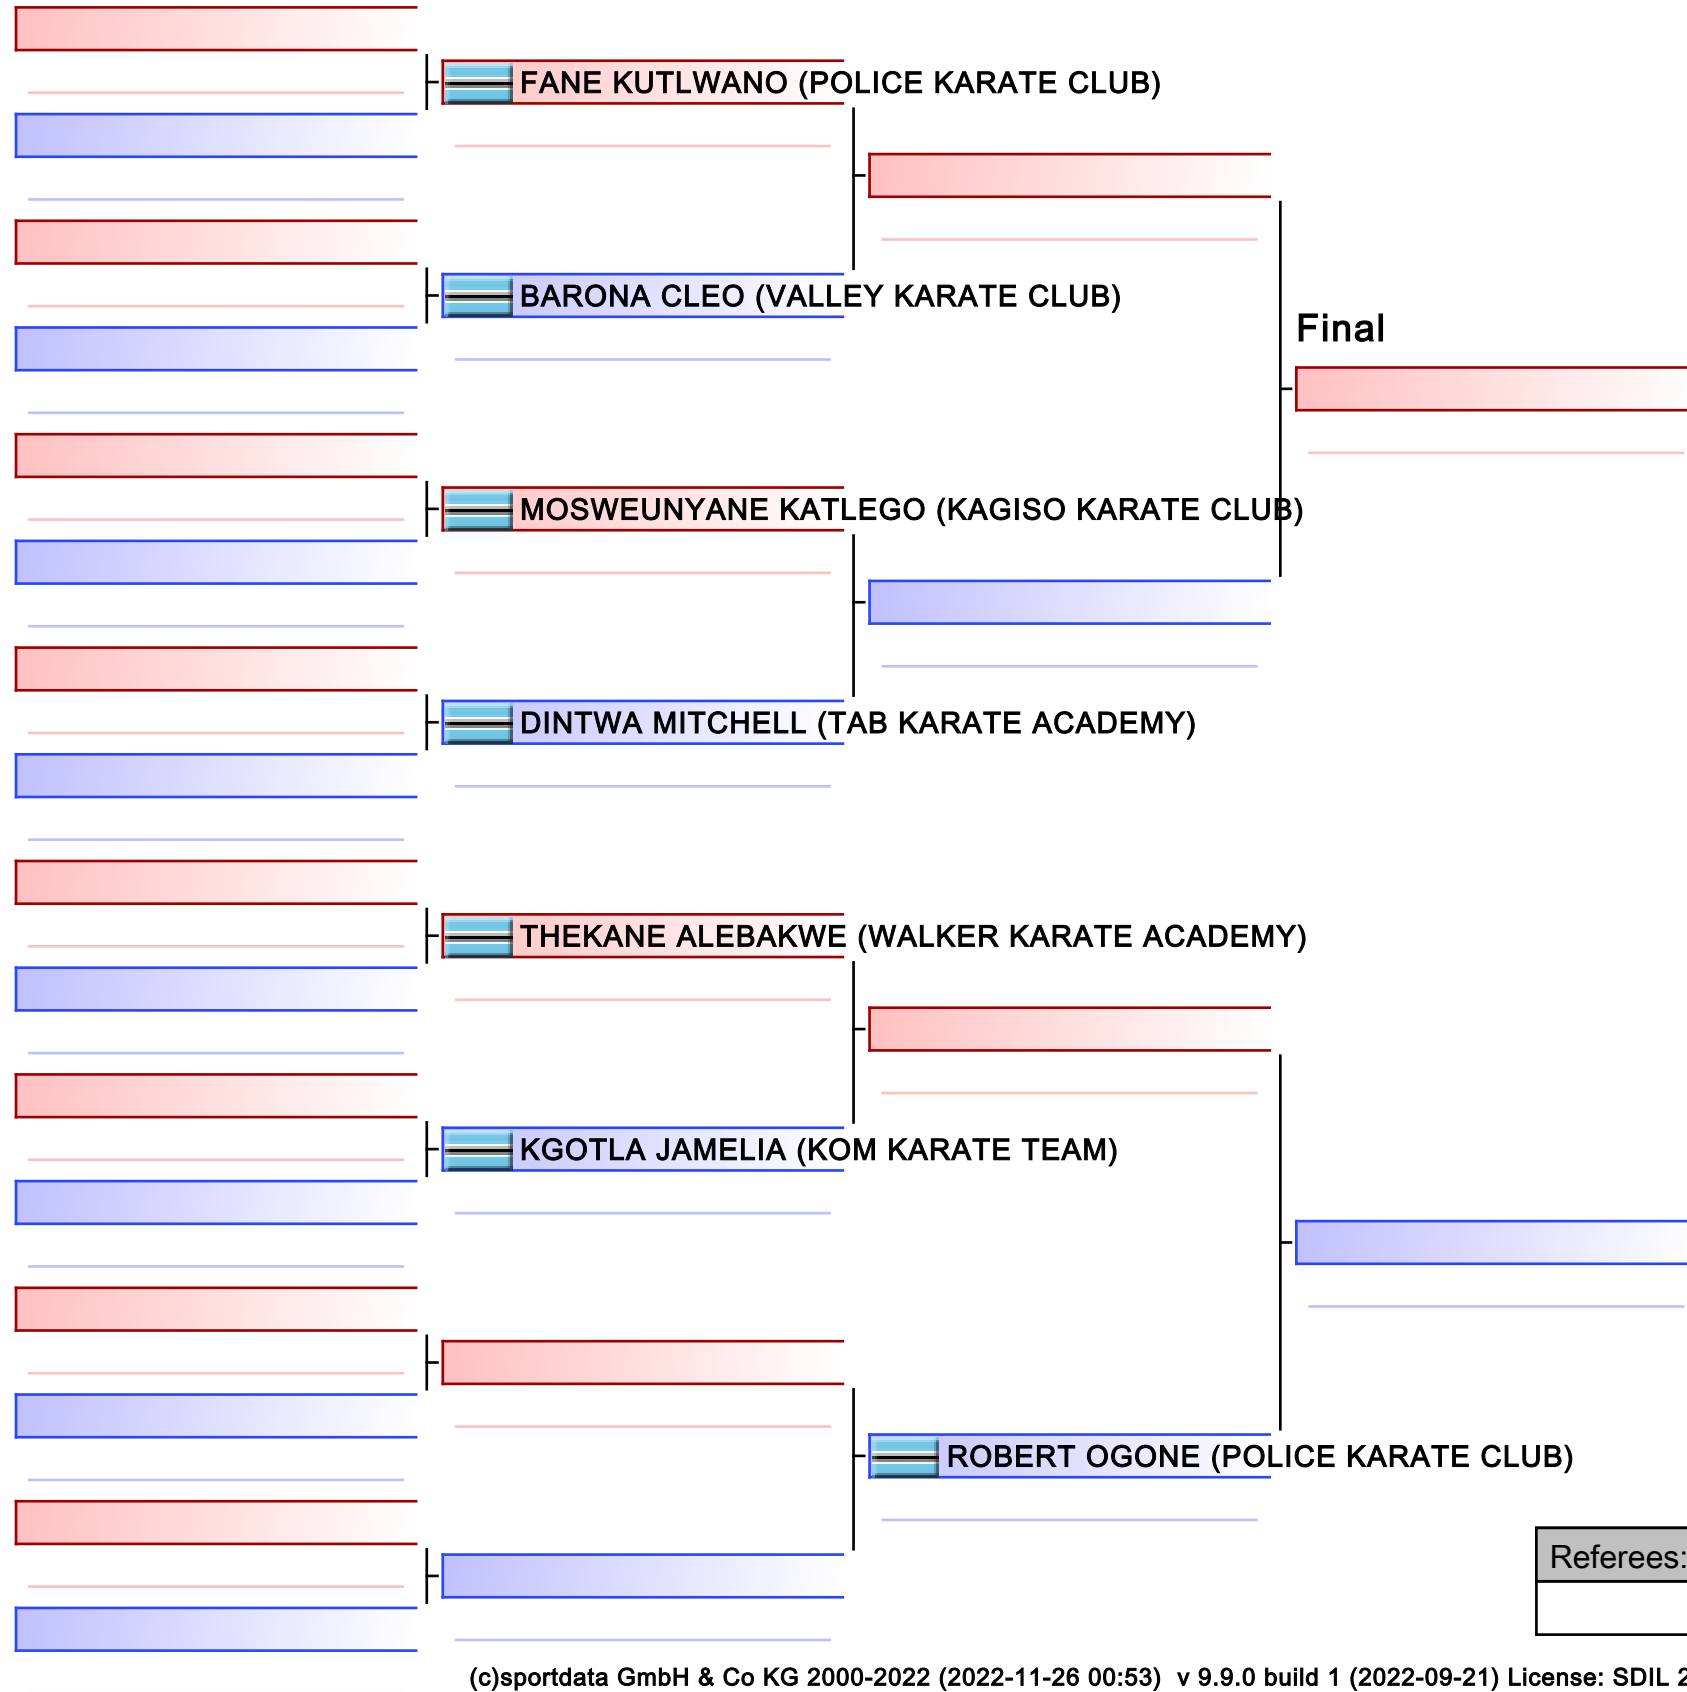 FANE KUTLWANO (POLICE KARATE CLUB)
BARONA CLEO (VALLEY KARATE CLUB)
Final
MOSWEUNYANE KATLEGO (KAGISO KARATE CLUB)
DINTWA MITCHELL (TAB KARATE ACADEMY)
THEKANE ALEBAKWE (WALKER KARATE ACADEMY)
KGOTLA JAMELIA (KOM KARATE TEAM)
ROBERT OGONE (POLICE KARATE CLUB)
Referees:
(c)sportdata GmbH & Co KG 2000-2022 (2022-11-26 00:53) v 9.9.0 build 1 (2022-09-21) License: SDIL 2